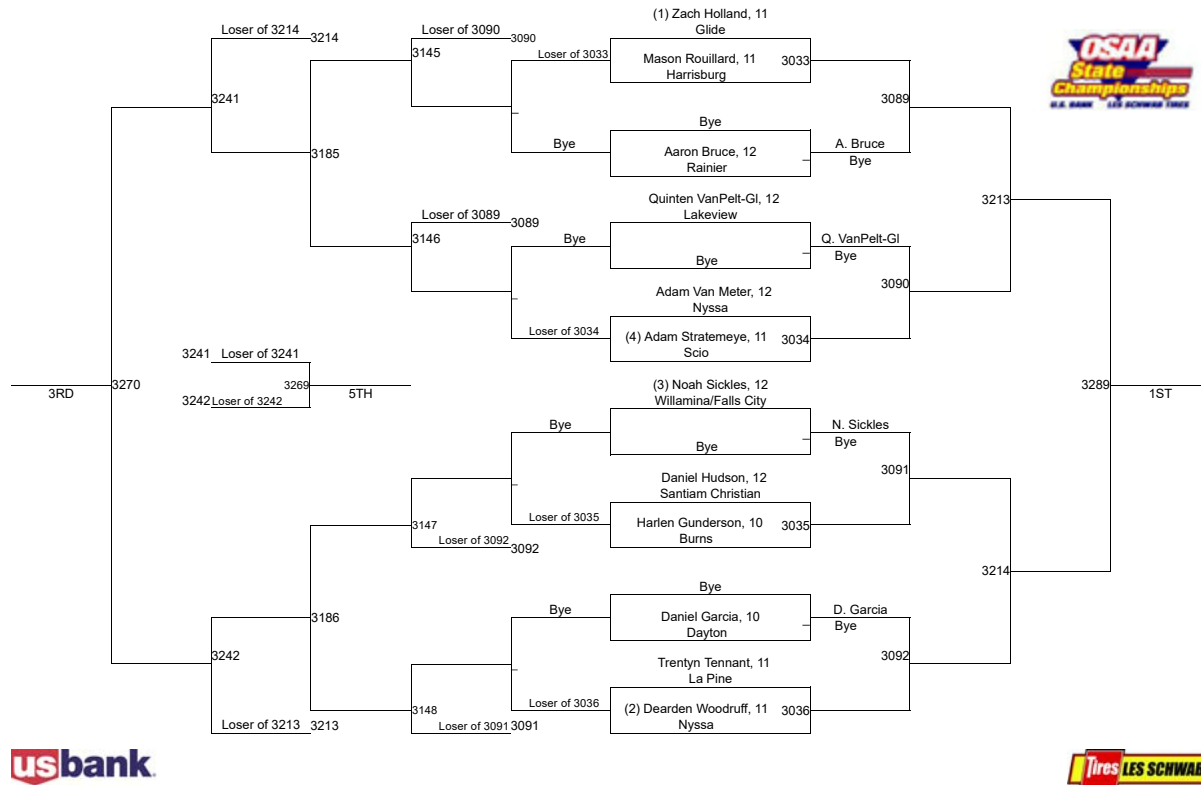 (1) Zach Holland, 11
Glide
Loser of 3214
3214
Loser of 3090
3090
3145
Loser of 3033
Mason Rouillard, 11
3033
Harrisburg
OSAA
State
Championships
U.S. BANK LES SCHWAB TIRES
3241
3089
Bye
3185
Bye
Aaron Bruce, 12
Rainier
A. Bruce
Bye
Quinten VanPelt-Gl, 12
Lakeview
3213
Loser of 3089
3089
3146
Bye
Bye
Q. VanPelt-Gl
Bye
3090
Adam Van Meter, 12
Nyssa
Loser of 3034
(4) Adam Stratemeye, 11
3034
Scio
3241
Loser of 3241
3270
3RD
3269
5TH
3242
Loser of 3242
(3) Noah Sickles, 12
Willamina/Falls City
3289
1ST
Bye
Bye
N. Sickles
Bye
3091
Daniel Hudson, 12
Santiam Christian
3147
Loser of 3035
Harlen Gunderson, 10
3035
Burns
Loser of 3092
3092
3214
Bye
3186
Bye
Daniel Garcia, 10
Dayton
D. Garcia
Bye
3242
3092
Trentyn Tennant, 11
La Pine
3148
Loser of 3036
(2) Dearden Woodruff, 11
3036
Nyssa
Loser of 3213
3213
Loser of 3091
3091
usbank
Tires LES SCHWAB